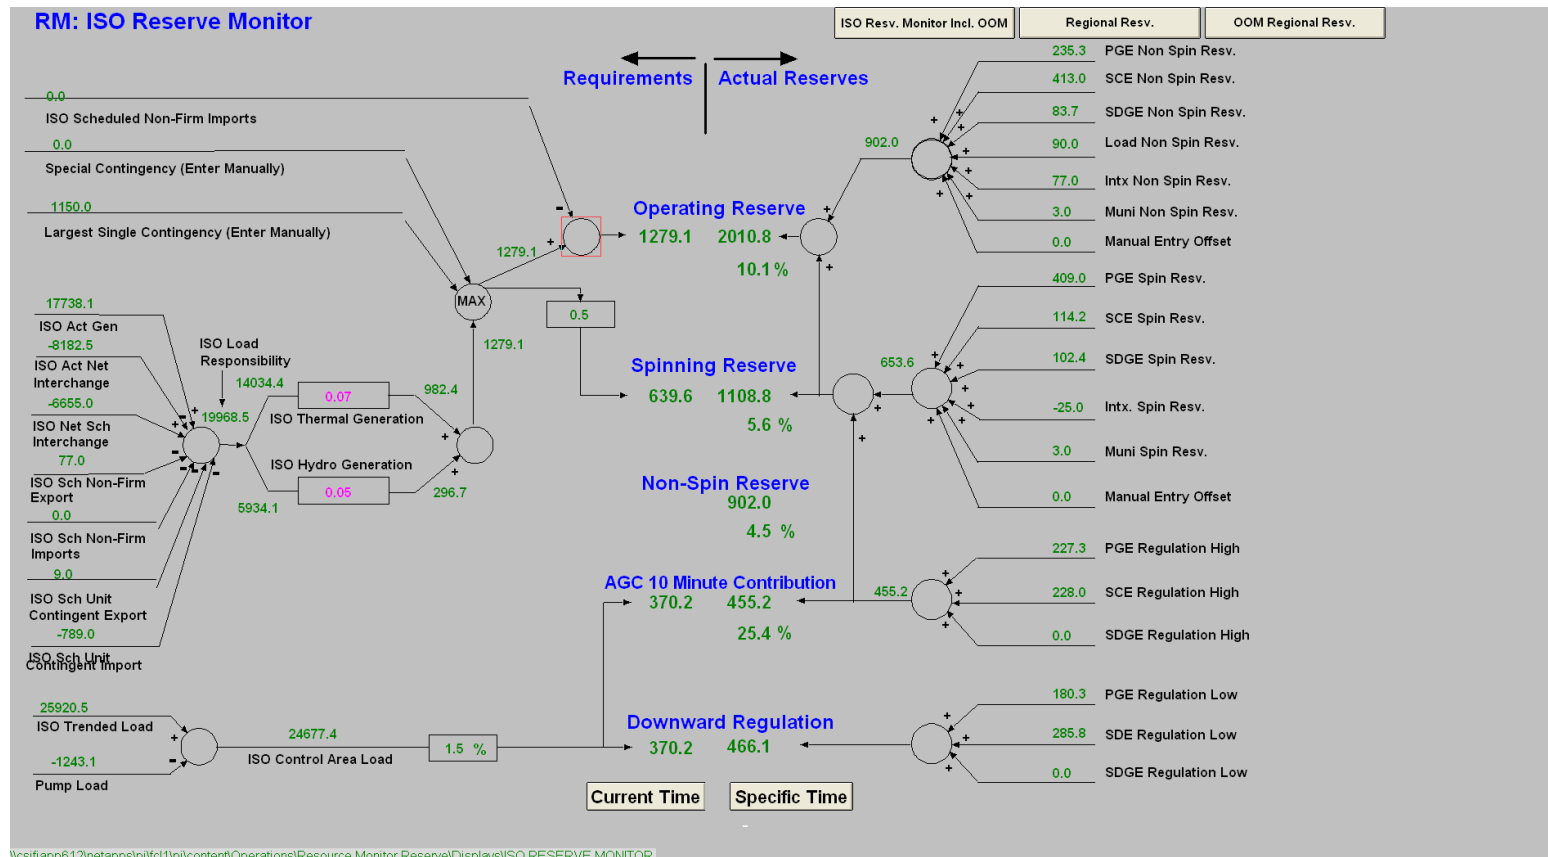 RM: ISO Reserve Monitor
ISO Resv. Monitor Incl. OOM
Regional Resv.
OOM Regional Resv.
Requirements
Actual Reserves
0.0
ISO Scheduled Non-Firm Imports
0.0
Special Contingency (Enter Manually)
1150.0
Largest Single Contingency (Enter Manually)
17738.1
ISO Act Gen
-8182.5
ISO Act Net
Interchange
-6655.0
ISO Net Sch
Interchange
77.0
ISO Sch Non-Firm
Export
0.0
ISO Sch Non-Firm
Imports
9.0
ISO Sch Unit
Contingent Export
-789.0
ISO Sch Unit
Contingent Import
ISO Load
Responsibility
19968.5
14034.4
0.07
982.4
ISO Thermal Generation
ISO Hydro Generation
0.05
5934.1
296.7
1279.1
MAX
1279.1
0.5
25920.5
ISO Trended Load
-1243.1
Pump Load
24677.4
ISO Control Area Load
1.5 %
Operating Reserve
1279.1 2010.8
10.1 %
Spinning Reserve
639.6 1108.8
5.6 %
Non-Spin Reserve
902.0
4.5 %
AGC 10 Minute Contribution
370.2 455.2
25.4 %
Downward Regulation
370.2 466.1
Current Time
Specific Time
902.0
235.3 PGE Non Spin Resv.
413.0 SCE Non Spin Resv.
83.7 SDGE Non Spin Resv.
90.0 Load Non Spin Resv.
77.0 Intx Non Spin Resv.
3.0 Muni Non Spin Resv.
0.0 Manual Entry Offset
653.6
409.0 PGE Spin Resv.
114.2 SCE Spin Resv.
102.4 SDGE Spin Resv.
-25.0 Intx. Spin Resv.
3.0 Muni Spin Resv.
0.0 Manual Entry Offset
455.2
227.3 PGE Regulation High
228.0 SCE Regulation High
0.0 SDGE Regulation High
180.3 PGE Regulation Low
285.8 SDE Regulation Low
0.0 SDGE Regulation Low
\\csifiapp612\netapps\pi\fcl1\pi\content\Operations\Resource Monitor Reserve\Displays\ISO RESERVE MONITOR